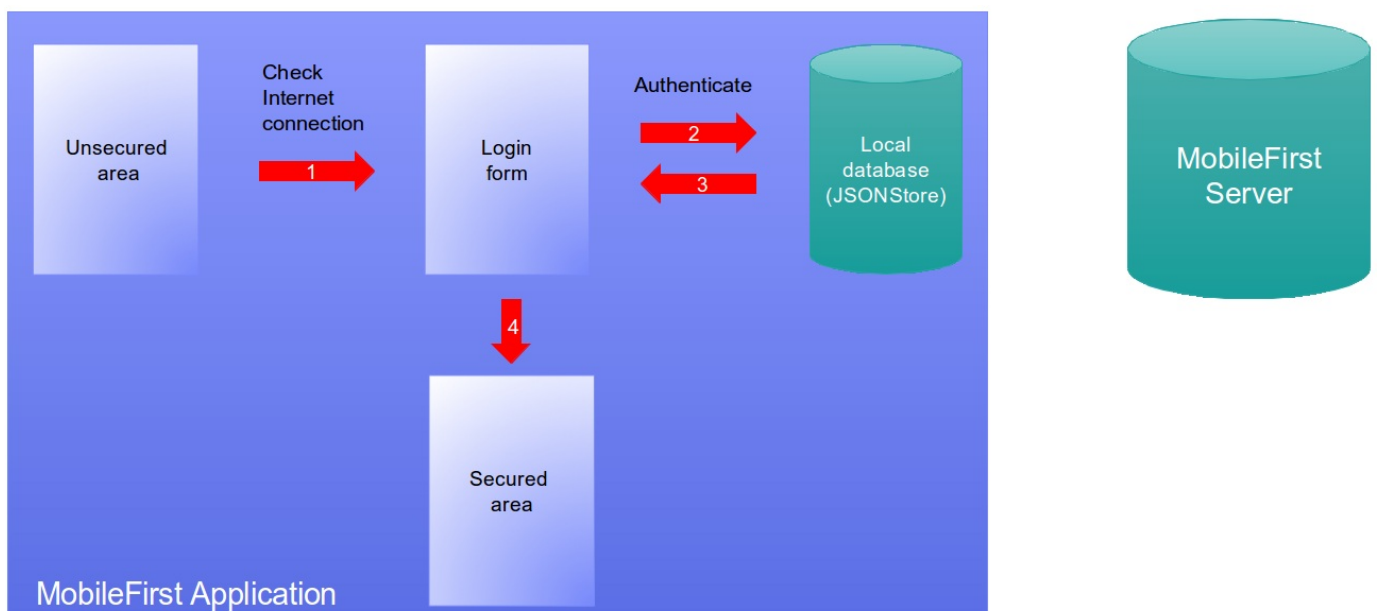 Unsecured
area
Check
Internet
connection
1
Login
form
Authenticate
2
3
Local
database
(JSONStore)
MobileFirst
Server
4
Secured
area
MobileFirst Application